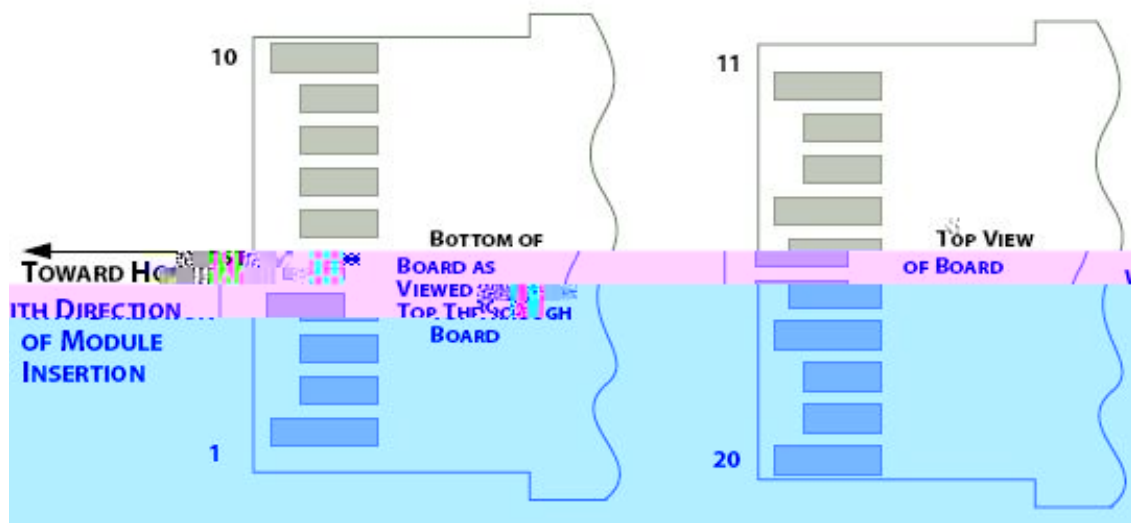 10
11
BOTTOM OF
BOARD AS
VIEWED
TOP
BOARD
TOP VIEW
OF BOARD
TOWARD
ITH DIRECTION
OF MODULE
INSERTION
1
20